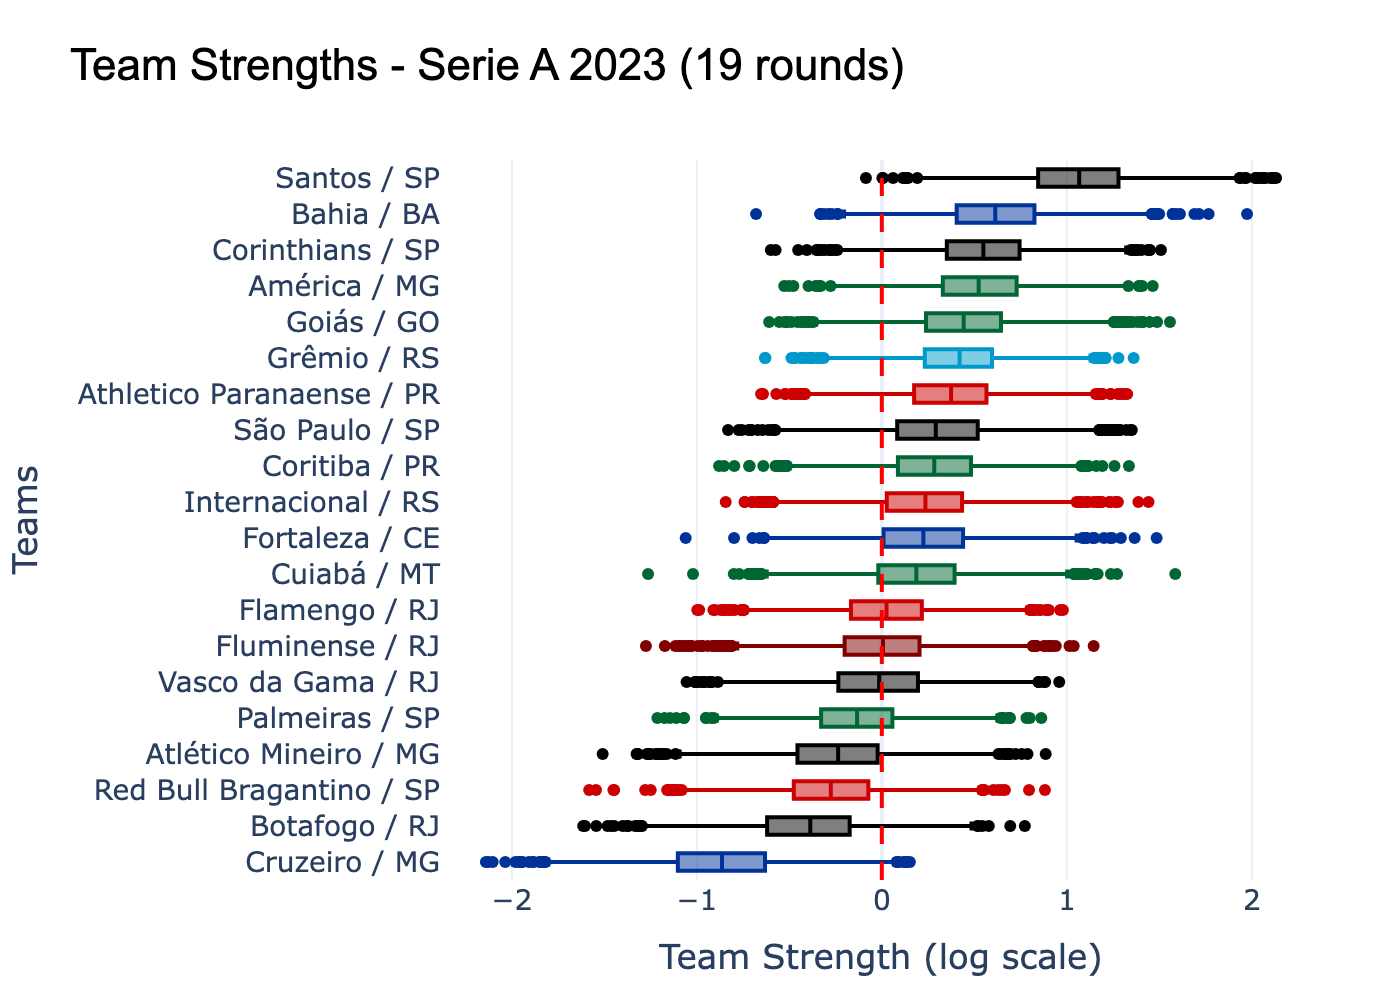 Team Strengths - Serie A 2023 (19 rounds)
Santos / SP
Bahia / BA
Corinthians / SP
América / MG
Goiás / GO
Grêmio / RS
Athletico Paranaense / PR
São Paulo / SP
Coritiba / PR
Internacional / RS
Fortaleza / CE
Cuiabá / MT
Flamengo / RJ
Fluminense / RJ
Vasco da Gama / RJ
Palmeiras / SP
Atlético Mineiro / MG
Red Bull Bragantino / SP
Botafogo / RJ
Cruzeiro / MG
Teams
−2 −1 0 1 2
Team Strength (log scale)